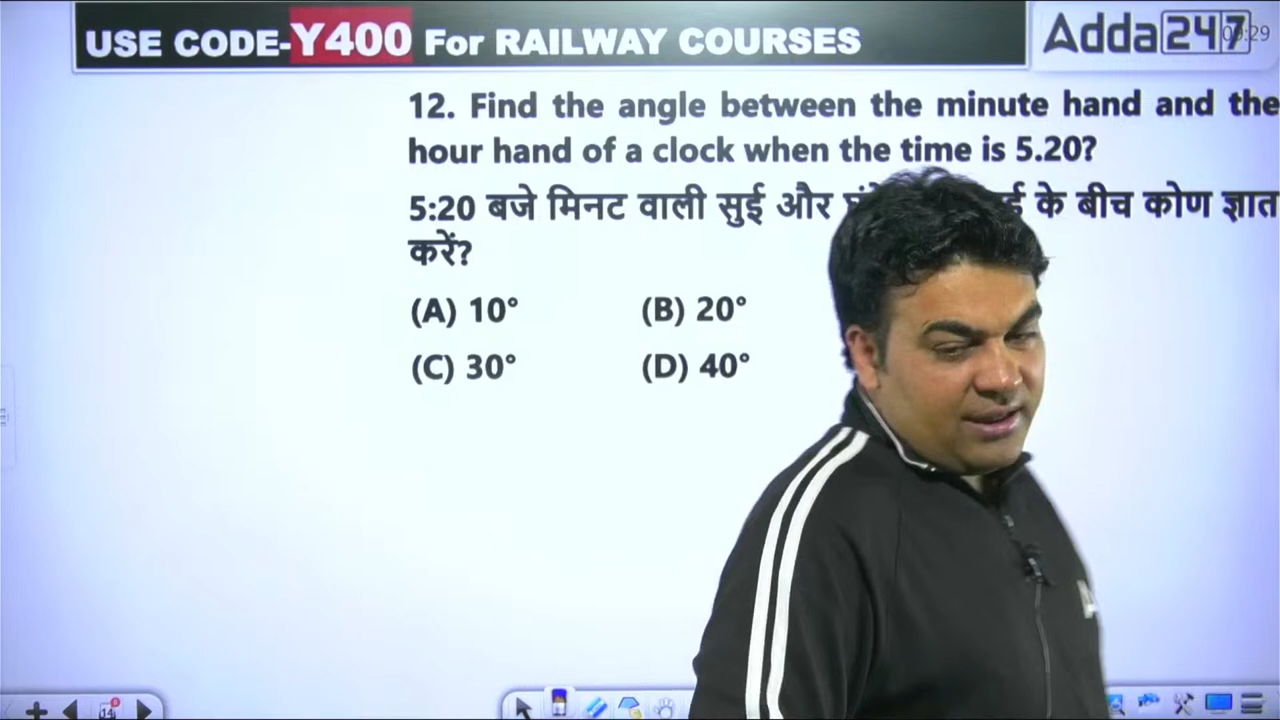 USE CODE-Y400 For RAILWAY COURSES
Adda247
:29
12. Find the angle between the minute hand and the
hour hand of a clock when the time is 5.20?
5:20 बजे मिनट वाली सुई और के बीच कोण ज्ञात
करें?
(A) 10° (B) 20°
(C) 30° (D) 40°